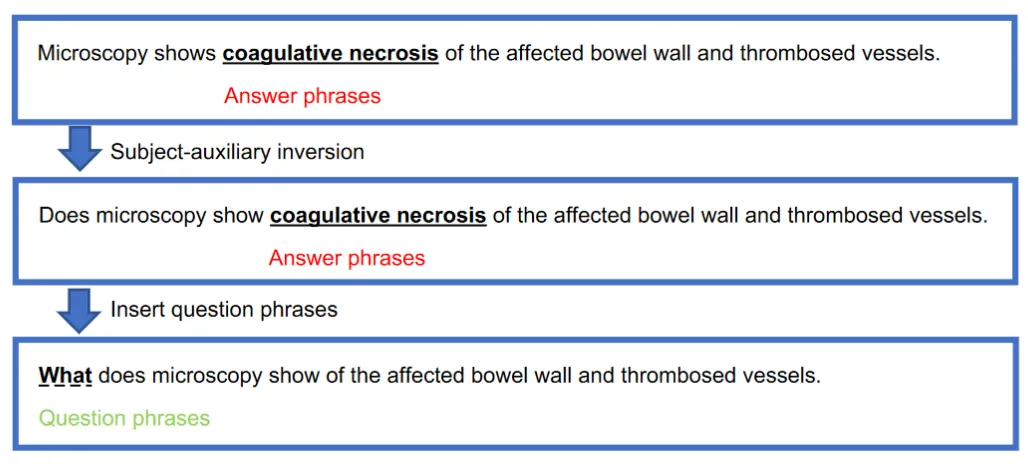 Microscopy shows coagulative necrosis of the affected bowel wall and thrombosed vessels.
Answer phrases
Subject-auxiliary inversion
Does microscopy show coagulative necrosis of the affected bowel wall and thrombosed vessels.
Answer phrases
Insert question phrases
What does microscopy show of the affected bowel wall and thrombosed vessels.
Question phrases